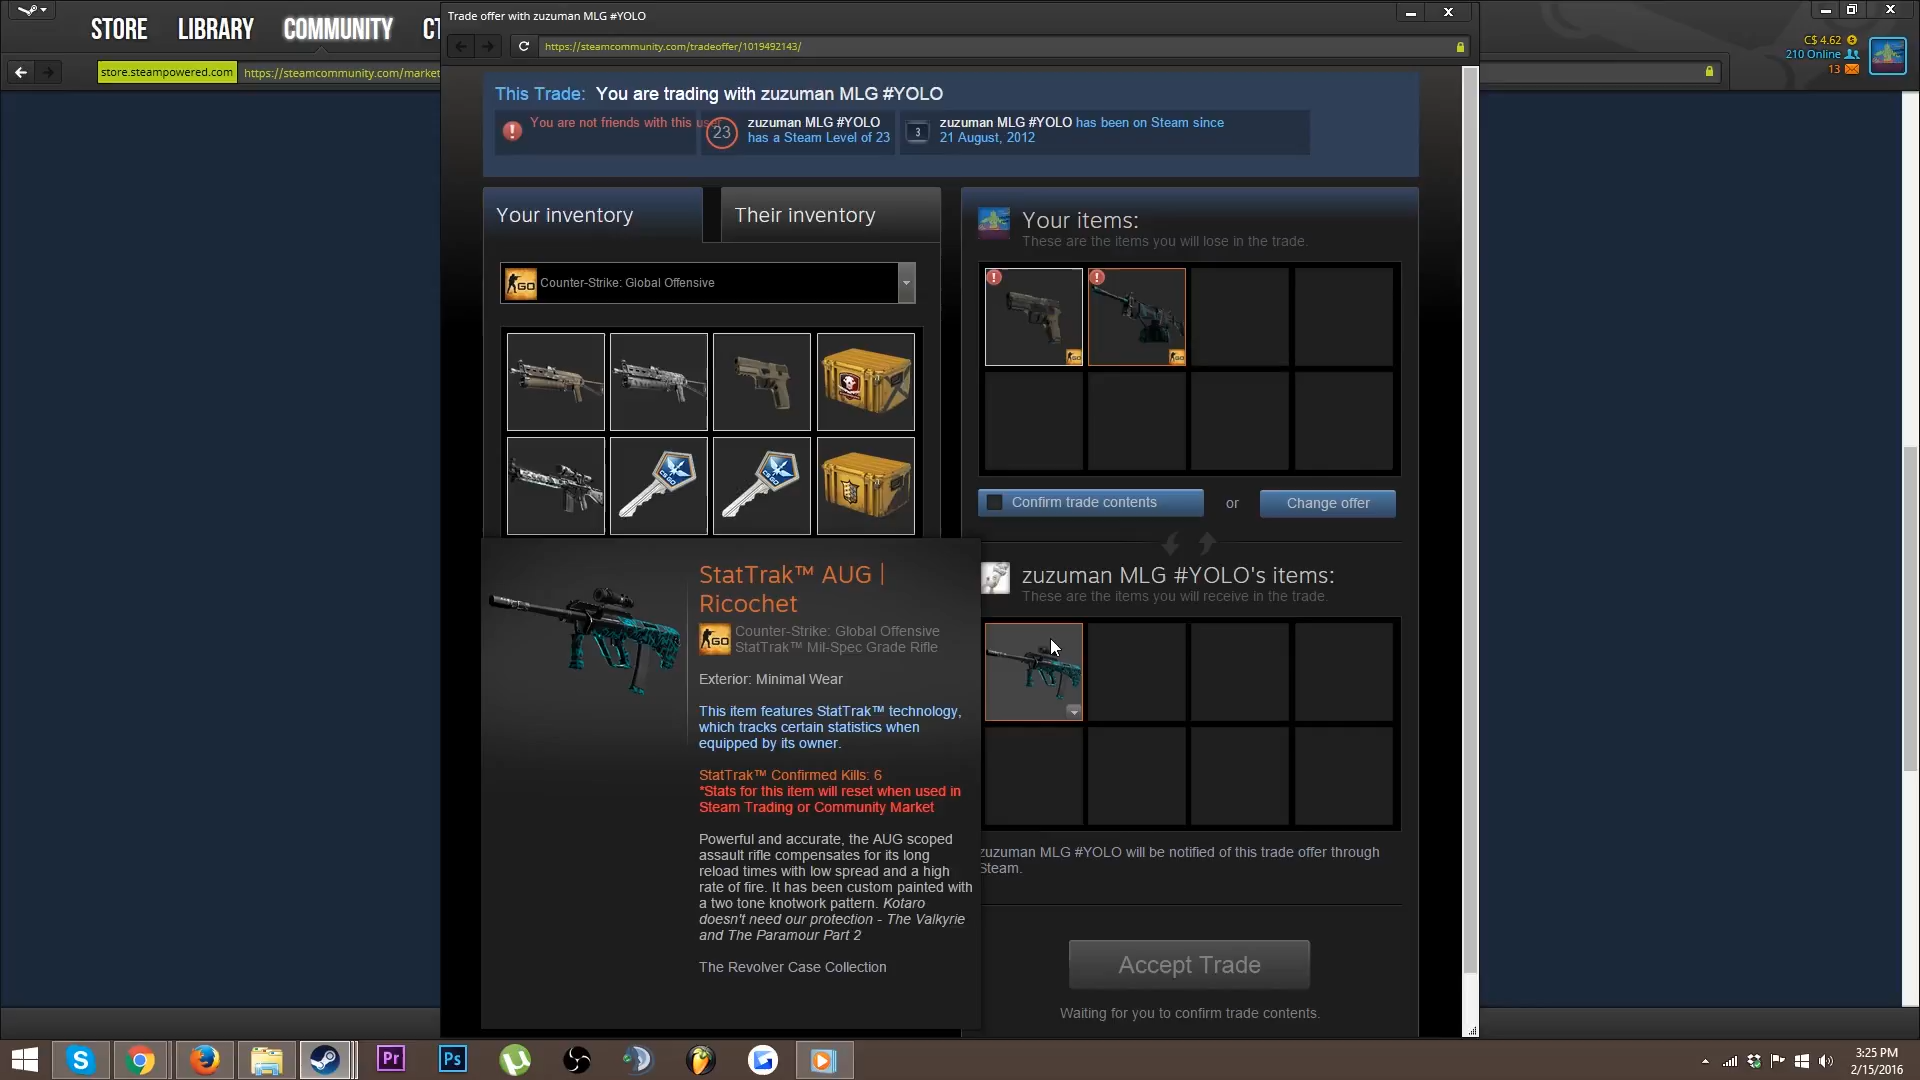 Trade offer with zuzuman MLG #YOLO
STORE LIBRARY COMMUNITY
https://steamcommunity.com/tradeoffer/1019492143/
C$ 4.62
210 Online
13
store.steampowered.com
https://steamcommunity.com/market
This Trade: You are trading with zuzuman MLG #YOLO
You are not friends with this
23
zuzuman MLG #YOLO
has a Steam Level of 23
3
zuzuman MLG #YOLO has been on Steam since
21 August, 2012
Your inventory
Their inventory
Counter-Strike: Global Offensive
Your items:
These are the items you will lose in the trade.
Confirm trade contents
or
Change offer
zuzuman MLG #YOLO's items:
These are the items you will receive in the trade.
StatTrak™ AUG |
Ricochet
Counter-Strike: Global Offensive
StatTrak™ Mil-Spec Grade Rifle
Exterior: Minimal Wear
This item features StatTrak™ technology,
which tracks certain statistics when
equipped by its owner.
StatTrak™ Confirmed Kills: 6
*Stats for this item will reset when used in
Steam Trading or Community Market
Powerful and accurate, the AUG scoped
assault rifle compensates for its long
reload times with low spread and a high
rate of fire. It has been custom painted with
a two tone knotwork pattern. Kotaro
doesn't need our protection - The Valkyrie
and The Paramour Part 2
The Revolver Case Collection
zuzuman MLG #YOLO will be notified of this trade offer through
Steam.
Accept Trade
Waiting for you to confirm trade contents.
Pr
Ps
3:25 PM
2/15/2016